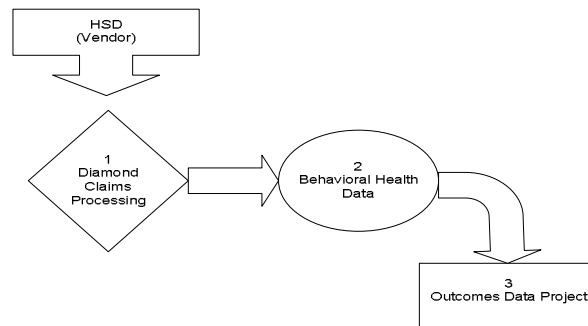 HSD
(Vendor)
1
Diamond
Claims
Processing
2
Behavioral Health
Data
3
Outcomes Data Project